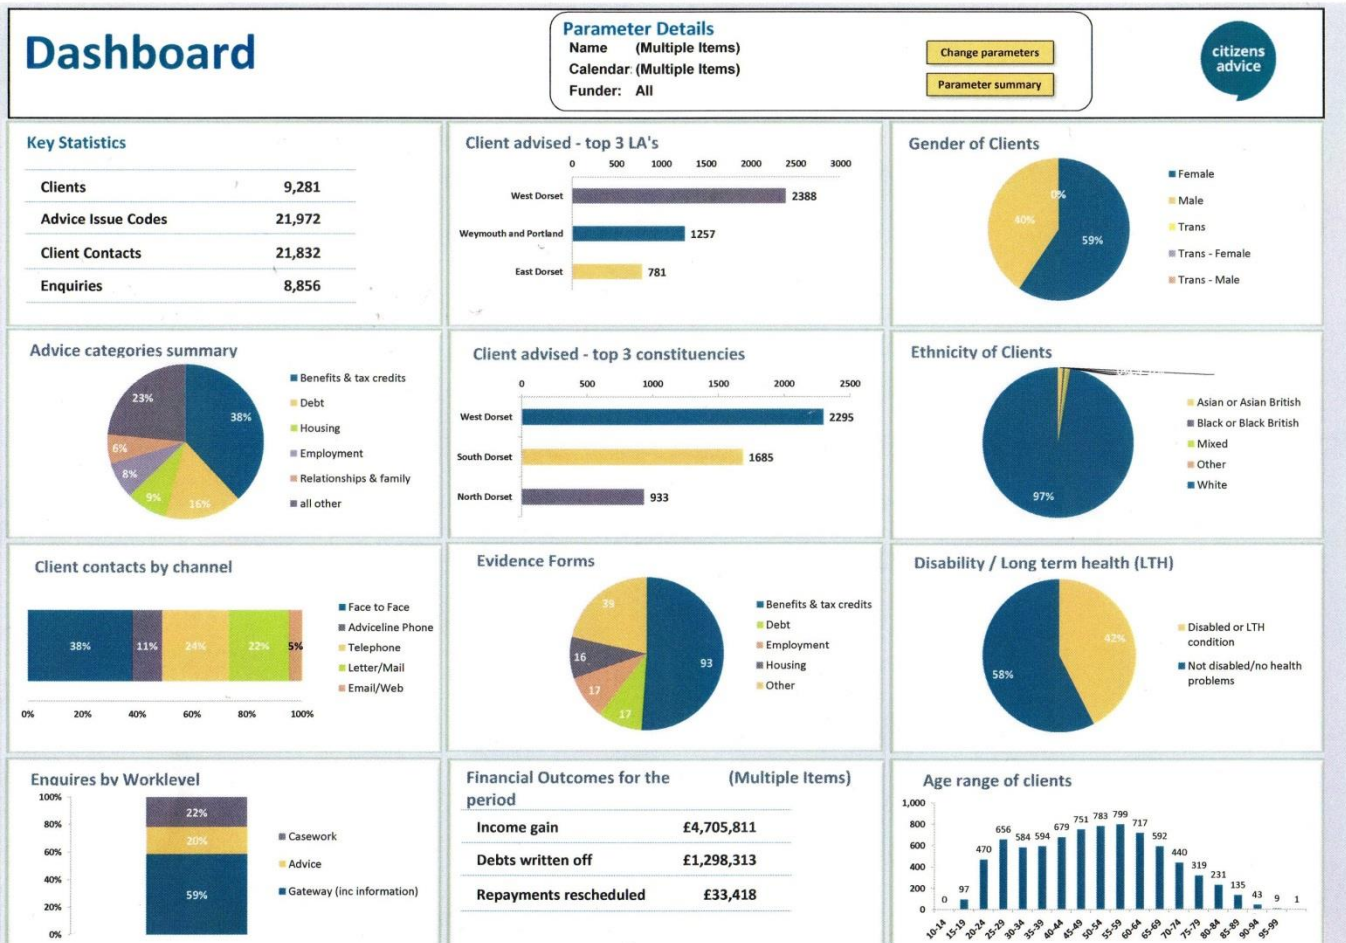 Dashboard
Parameter Details
Name (Multiple Items)
Calendar: (Multiple Items)
Funder: All
Change parameters
Parameter summary
citizens
advice
Key Statistics
Clients 9,281
Advice Issue Codes 21,972
Client Contacts 21,832
Enquiries 8,856
Client advised - top 3 LA's
0 500 1000 1500 2000 2500 3000
West Dorset 2388
Weymouth and Portland 1257
East Dorset 781
Gender of Clients
0%
40%
59%
Female
Male
Trans
Trans - Female
Trans - Male
Advice categories summary
23%
38%
6%
8%
9%
16%
Benefits & tax credits
Debt
Housing
Employment
Relationships & family
all other
Client advised - top 3 constituencies
0 500 1000 1500 2000 2500
West Dorset 2295
South Dorset 1685
North Dorset 933
Ethnicity of Clients
97%
Asian or Asian British
Black or Black British
Mixed
Other
White
Client contacts by channel
38% 11% 24% 22% 5%
0% 20% 40% 60% 80% 100%
Face to Face
Adviceline Phone
Telephone
Letter/Mail
Email/Web
Evidence Forms
39
93
16
17
17
Benefits & tax credits
Debt
Employment
Housing
Other
Disability / Long term health (LTH)
42%
58%
Disabled or LTH
condition
Not disabled/no health
problems
Enquires by Worklevel
100%
80%
60%
40%
20%
0%
22%
20%
59%
Casework
Advice
Gateway (inc information)
Financial Outcomes for the (Multiple Items)
period
Income gain £4,705,811
Debts written off £1,298,313
Repayments rescheduled £33,418
Age range of clients
1,000
800
600
400
200
0
0 97 470 656 584 594 679 751 783 799 717 592 440 319 231 135 43 9 1
10-14 15-19 20-24 25-29 30-34 35-39 40-44 45-49 50-54 55-59 60-64 65-69 70-74 75-79 80-84 85-89 90-94 95-99